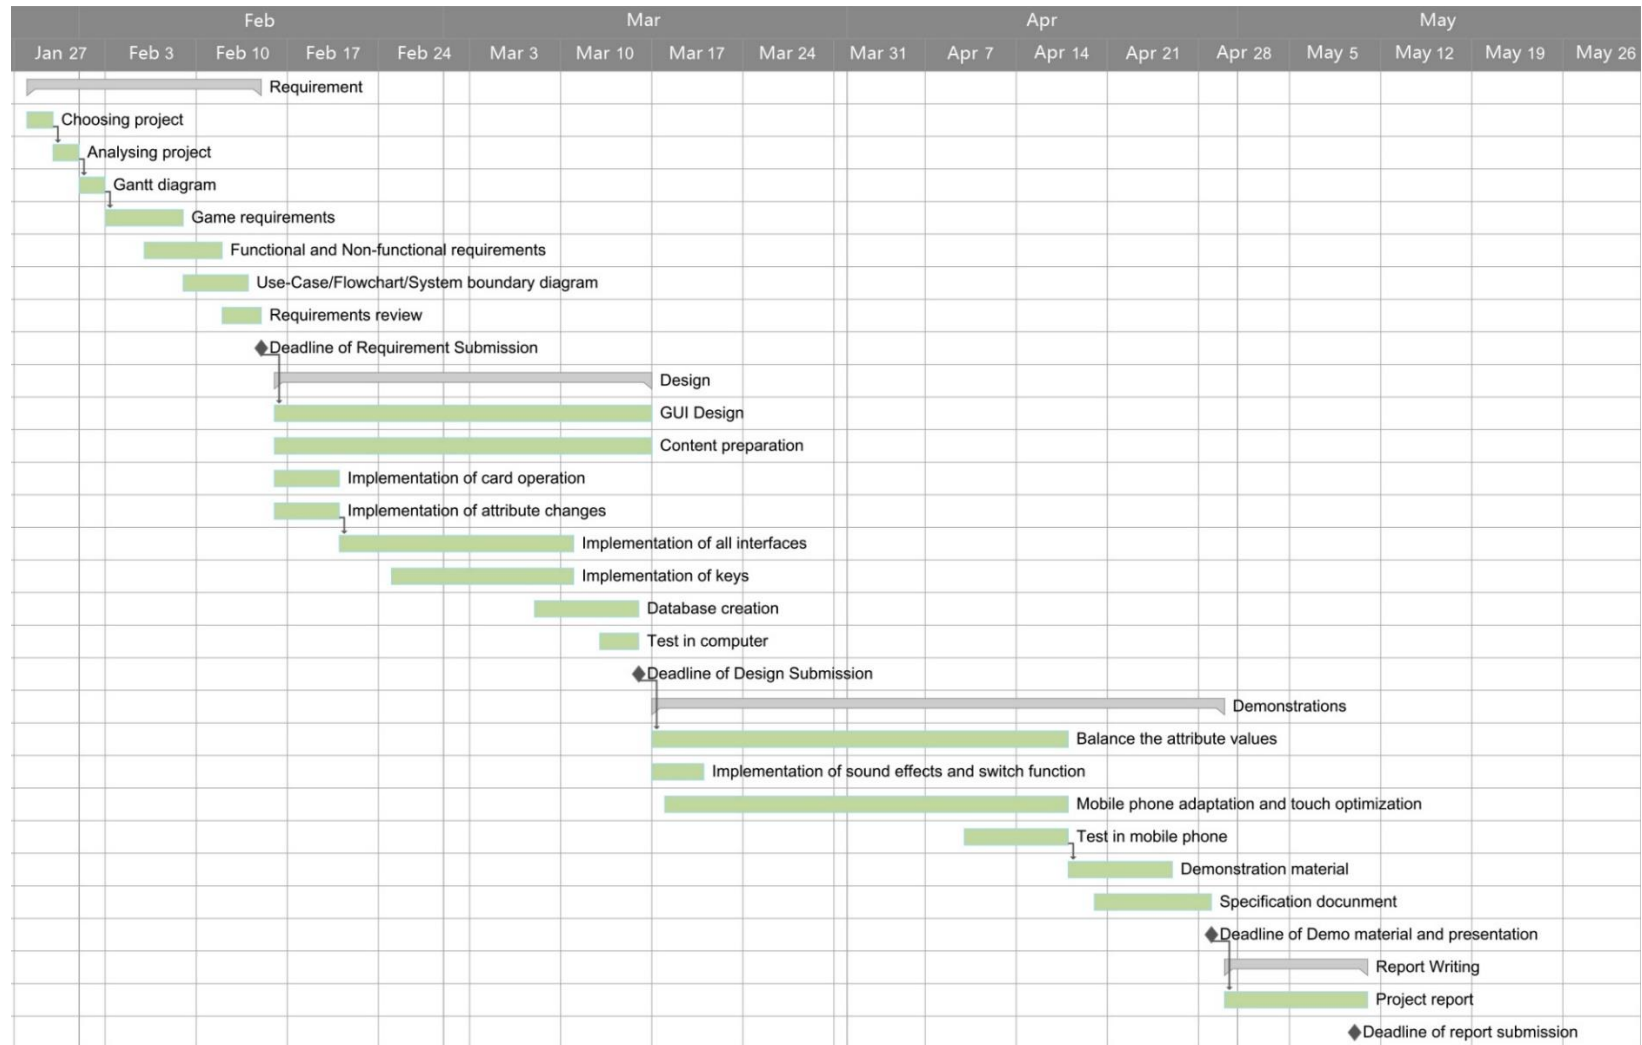 Feb Mar Apr May
Jan 27 Feb 3 Feb 10 Feb 17 Feb 24 Mar 3 Mar 10 Mar 17 Mar 24 Mar 31 Apr 7 Apr 14 Apr 21 Apr 28 May 5 May 12 May 19 May 26
Requirement
Choosing project
Analysing project
Gantt diagram
Game requirements
Functional and Non-functional requirements
Use-Case/Flowchart/System boundary diagram
Requirements review
Deadline of Requirement Submission
Design
GUI Design
Content preparation
Implementation of card operation
Implementation of attribute changes
Implementation of all interfaces
Implementation of keys
Database creation
Test in computer
Deadline of Design Submission
Demonstrations
Balance the attribute values
Implementation of sound effects and switch function
Mobile phone adaptation and touch optimization
Test in mobile phone
Demonstration material
Specification docunment
Deadline of Demo material and presentation
Report Writing
Project report
Deadline of report submission